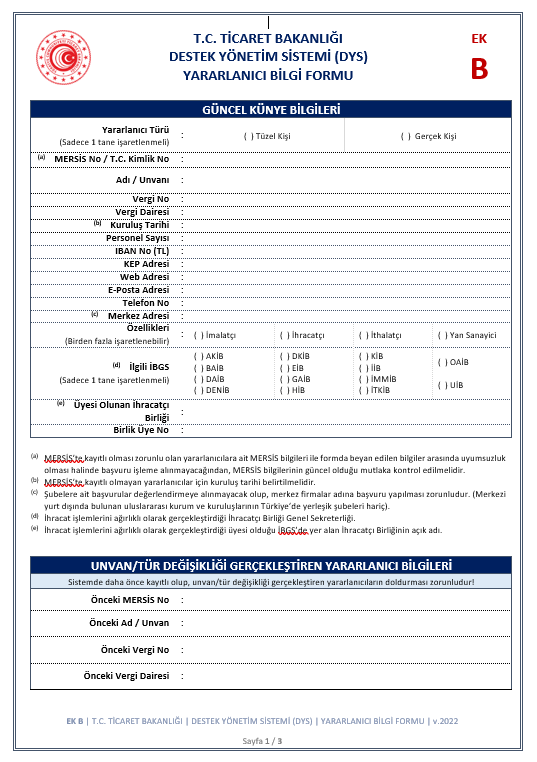 T.C. TİCARET BAKANLIĞI
DESTEK YÖNETİM SİSTEMİ (DYS)
YARARLANICI BİLGİ FORMU
EK
B
GÜNCEL KÜNYE BİLGİLERİ
Yararlanıcı Türü
(Sadece 1 tane işaretlenmeli) : ( ) Tüzel Kişi ( ) Gerçek Kişi
(a) MERSİS No / T.C. Kimlik No :
Adı / Unvanı :
Vergi No :
Vergi Dairesi :
(b) Kuruluş Tarihi :
Personel Sayısı :
IBAN No (TL) :
KEP Adresi :
Web Adresi :
E-Posta Adresi :
Telefon No :
(c) Merkez Adresi :
Özellikleri
(Birden fazla işaretlenebilir) : ( ) İmalatçı ( ) İhracatçı ( ) İthalatçı ( ) Yan Sanayici
(d) İlgili İBGS
(Sadece 1 tane işaretlenmeli) :
( ) AKİB ( ) DKİB ( ) KİB ( ) OAİB
( ) BAİB ( ) EİB ( ) İİB
( ) DAİB ( ) GAİB ( ) İMMİB ( ) UİB
( ) DENİB ( ) HİB ( ) İTKİB
(e) Üyesi Olunan İhracatçı
Birliği :
Birlik Üye No :
(a) MERSİS'te kayıtlı olması zorunlu olan yararlanıcılara ait MERSİS bilgileri ile formda beyan edilen bilgiler arasında uyumsuzluk
olması halinde başvuru işleme alınmayacağından, MERSİS bilgilerinin güncel olduğu mutlaka kontrol edilmelidir.
(b) MERSİS'te kayıtlı olmayan yararlanıcılar için kuruluş tarihi belirtilmelidir.
(c) Şubelere ait başvurular değerlendirmeye alınmayacak olup, merkez firmalar adına başvuru yapılması zorunludur. (Merkezi
yurt dışında bulunan uluslararası kurum ve kuruluşlarının Türkiye'de yerleşik şubeleri hariç).
(d) İhracat işlemlerini ağırlıklı olarak gerçekleştirdiği İhracatçı Birliği Genel Sekreterliği.
(e) İhracat işlemlerini ağırlıklı olarak gerçekleştirdiği üyesi olduğu İBGS'de yer alan İhracatçı Birliğinin açık adı.
UNVAN/TÜR DEĞİŞİKLİĞİ GERÇEKLEŞTİREN YARARLANICI BİLGİLERİ
Sistemde daha önce kayıtlı olup, unvan/tür değişikliği gerçekleştiren yararlanıcıların doldurması zorunludur!
Önceki MERSİS No :
Önceki Ad / Unvan :
Önceki Vergi No :
Önceki Vergi Dairesi :
EK B | T.C. TİCARET BAKANLIĞI | DESTEK YÖNETİM SİSTEMİ (DYS) | YARARLANICI BİLGİ FORMU | v.2022
Sayfa 1 / 3